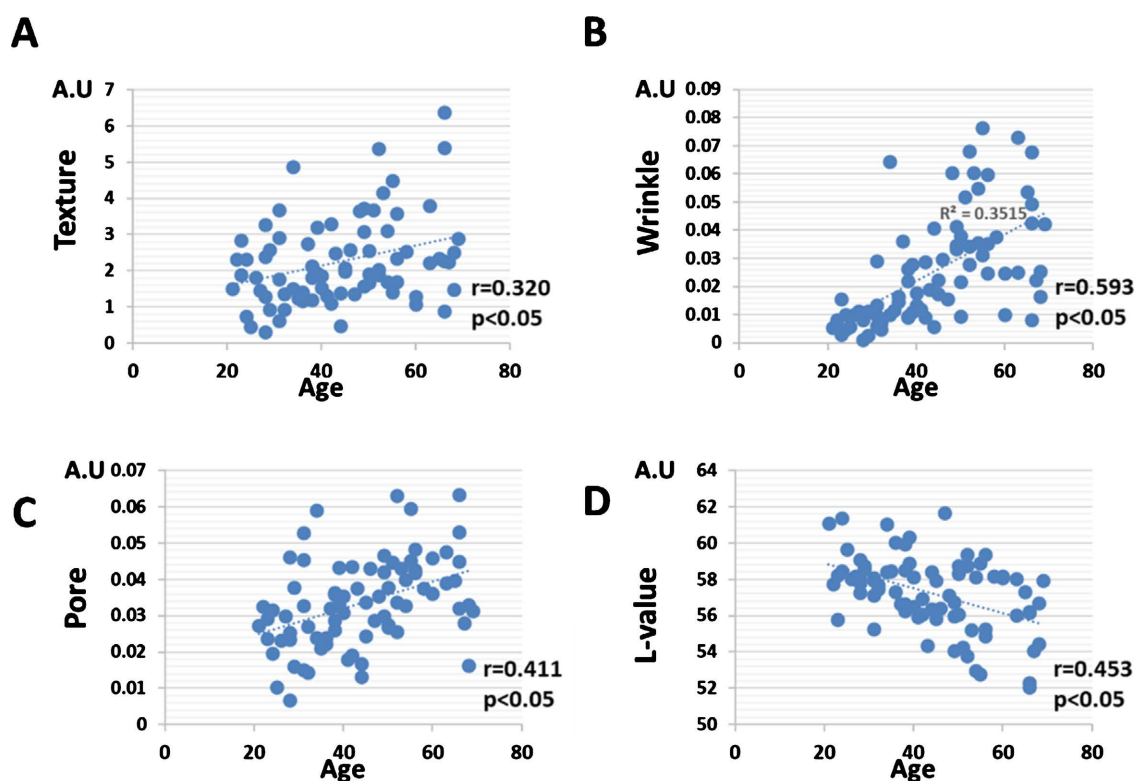 A
A.U
Texture
7
6
5
4
3
2
1
0
0 20 40 60 80
Age
r=0.320
p<0.05
B
A.U
Wrinkle
0.09
0.08
0.07
0.06
0.05
0.04
0.03
0.02
0.01
0
0 20 40 60 80
Age
R² = 0.3515
r=0.593
p<0.05
C
A.U
Pore
0.07
0.06
0.05
0.04
0.03
0.02
0.01
0
0 20 40 60 80
Age
r=0.411
p<0.05
D
A.U
L-value
64
62
60
58
56
54
52
50
0 20 40 60 80
Age
r=0.453
p<0.05